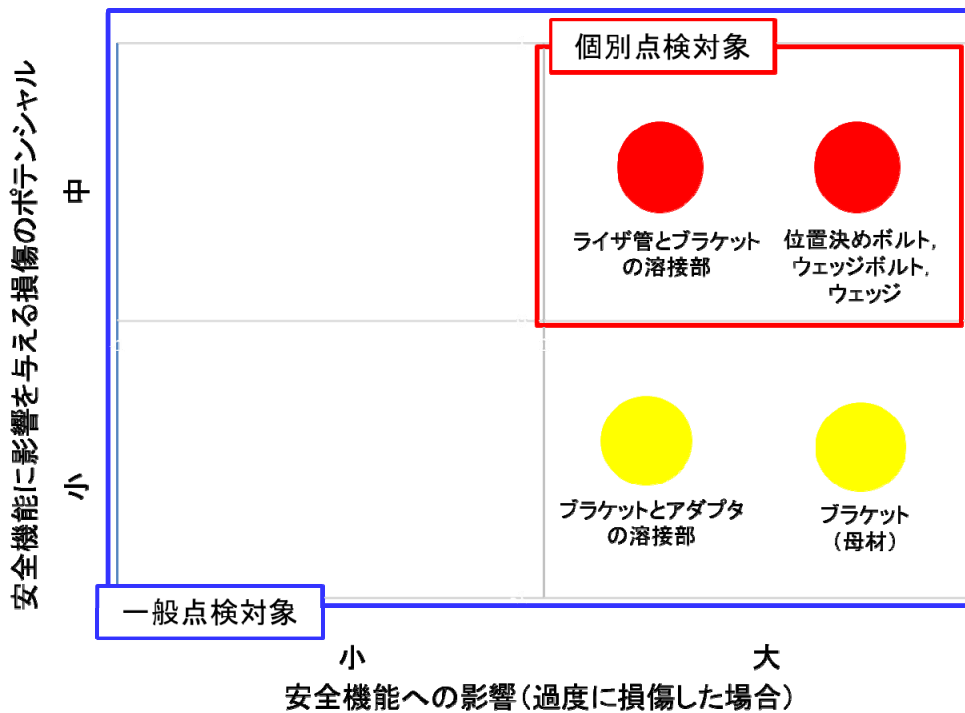 個別点検対象
安全機能に影響を与える損傷のポテンシャル
中
ライザ管とブラケット
の溶接部
位置決めボルト,
ウェッジボルト,
ウェッジ
小
ブラケットとアダプタ
の溶接部
ブラケット
(母材)
一般点検対象
小
大
安全機能への影響(過度に損傷した場合)